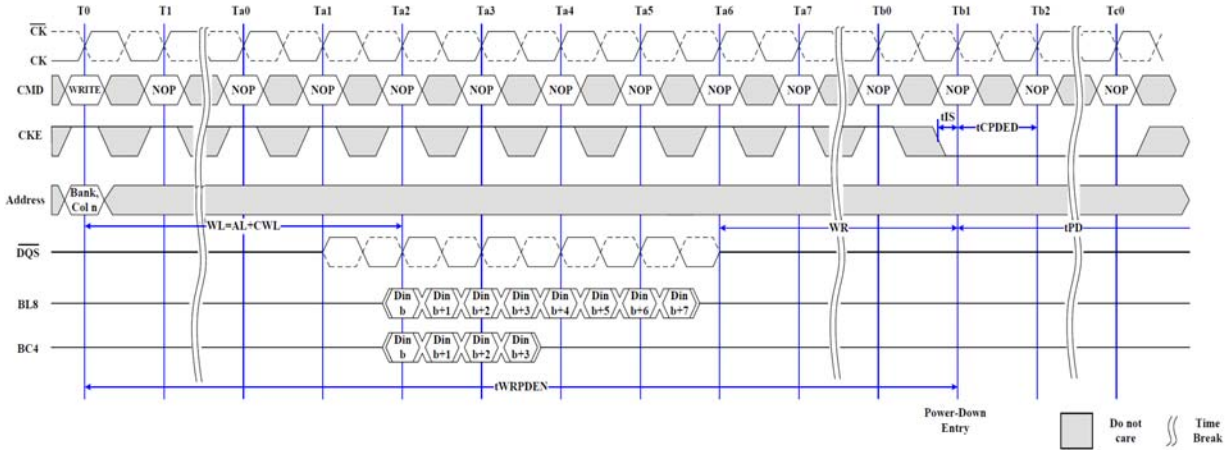 T0 T1 Ta0 Ta1 Ta2 Ta3 Ta4 Ta5 Ta6 Ta7 Tb0 Tb1 Tb2 Tc0
CK
CK
CMD WRITE NOP NOP NOP NOP NOP NOP NOP NOP NOP NOP NOP NOP NOP
tIS
CKE tCPDED
Address Bank, Col n
WL=AL+CWL WR tPD
DQS
BL8 Din b Din b+1 Din b+2 Din b+3 Din b+4 Din b+5 Din b+6 Din b+7
BC4 Din b Din b+1 Din b+2 Din b+3
tWRPDEN
Power-Down Entry
Do not care
Time Break